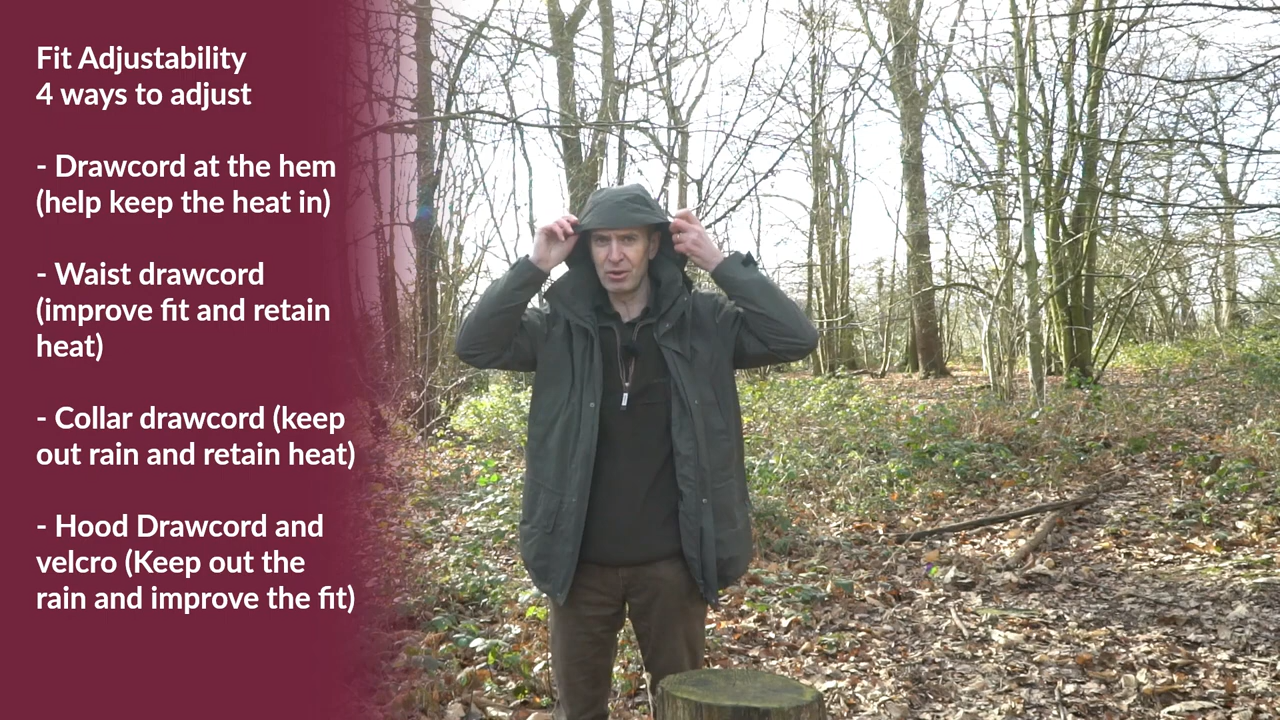 Fit Adjustability
4 ways to adjust
- Drawcord at the hem
(help keep the heat in)
- Waist drawcord
(improve fit and retain
heat)
- Collar drawcord (keep
out rain and retain heat)
- Hood Drawcord and
velcro (Keep out the
rain and improve the fit)